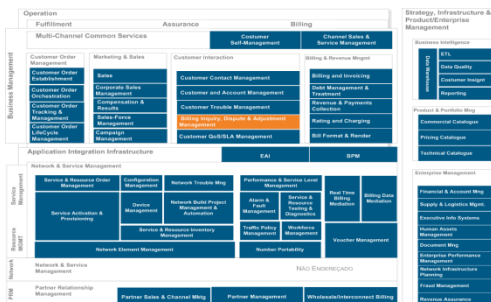 Operation
Fulfillment
Assurance
Billing
Multi-Channel Common Services
Costumer
Self-Management
Channel Sales &
Service Management
Business Management
Customer Order
Management
Costumer Order
Establishment
Customer Order
Orchestration
Customer Order
Tracking &
Management
Customer Order
LifeCycle
Management
Marketing & Sales
Sales
Corporate Sales
Management
Compensation &
Results
Sales-Force
Management
Campaign
Management
Customer Interaction
Customer Contact Management
Customer and Account Management
Customer Trouble Management
Billing Inquiry, Dispute & Adjustment
Management
Customer QoS/SLA Management
Billing & Revenue Mngmt
Billing and Invoicing
Debt Management &
Treatment
Revenue & Payments
Collection
Rating and Charging
Bill Format & Render
Application Integration Infrastructure
EAI
BPM
Service
Management
Resource
MGMT
Network & Service Management
Service & Resource Order
Management
Configuration
Management
Network Trouble Mng
Service Activation &
Provisioning
Device
Management
Network Build Project
Management &
Automation
Service & Resource Inventory
Management
Network Element Management
Performance & Service Level
Management
Alarm &
Fault
Management
Service &
Resource
Testing &
Diagnostics
Traffic Policy
Management
Workforce
Management
Number Portability
Real Time
Billing
Mediation
Billing Data
Mediation
Voucher Management
Network
Network & Service
Management
NÃO ENDEREÇADO
PRM
Partner Relationship
Management
Partner Sales & Channel Mktg
Partner Management
Wholesale/Interconnect Billing
Strategy, Infrastructure &
Product/Enterprise
Management
Business Intelligence
Data Warehouse
ETL
Data Quality
Costumer Insight
Reporting
Product & Portfolio Mng
Commercial Catalogue
Pricing Catalogue
Technical Catalogue
Enterprise Management
Financial & Account Mng
Supply & Logistics Mgmt.
Executive Info Systems
Human Assets
Management
Document Mng
Enterprise Performance
Management
Network Infrastructure
Planning
Fraud Management
Revenue Assurance